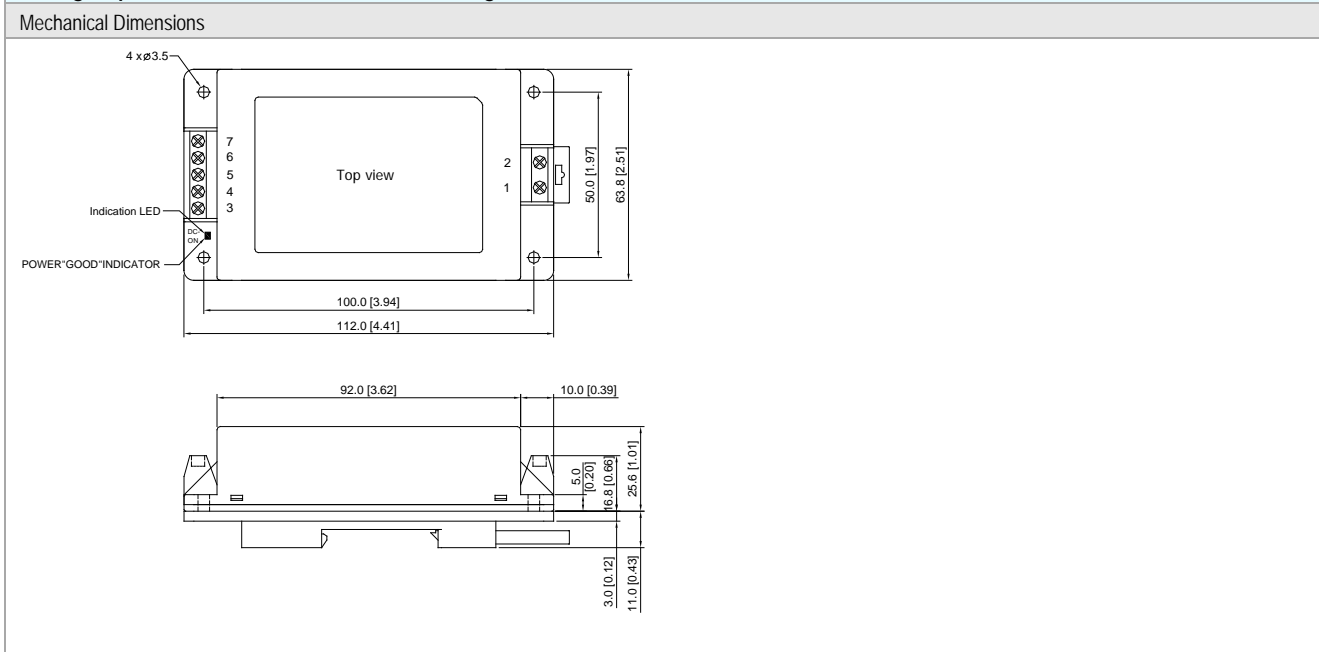 Mechanical Dimensions
4 xø3.5
7
6
5
4
3
Top view
2
1
50.0 [1.97]
63.8 [2.51]
Indication LED
DC-
ON
POWER"GOOD"INDICATOR
100.0 [3.94]
112.0 [4.41]
92.0 [3.62]
10.0 [0.39]
5.0
[0.20]
16.8 [0.66]
25.6 [1.01]
3.0 [0.12]
11.0 [0.43]